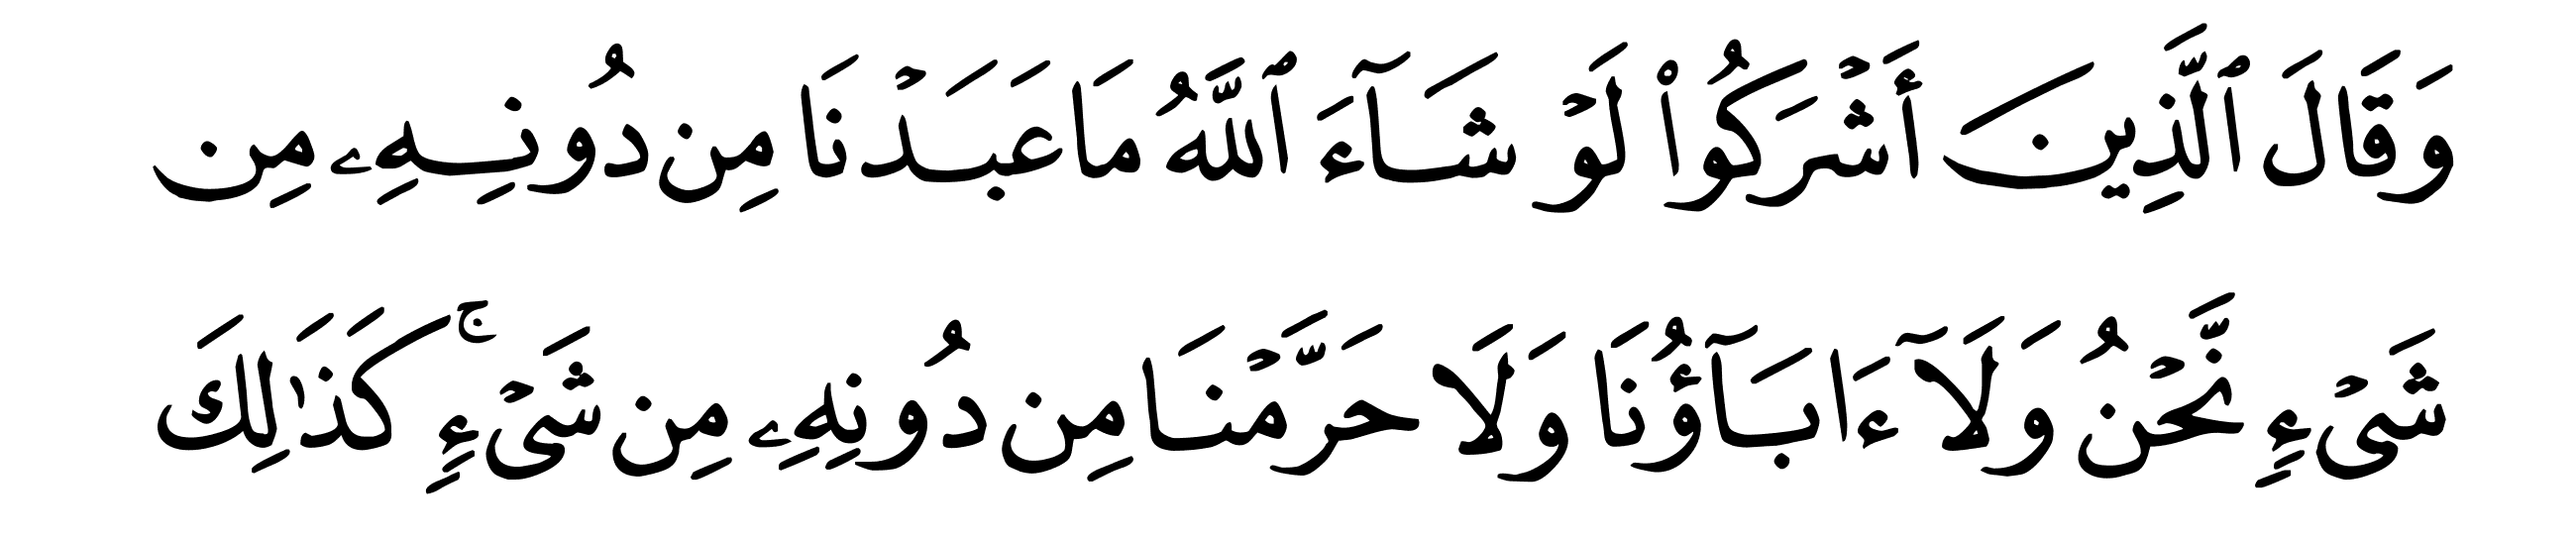 وَقَالَ ٱلَّذِينَ أَشْرَكُوا۟ لَوْ شَآءَ ٱللَّهُ مَا عَبَدْنَا مِن دُونِهِۦ مِن
شَىْءٍۢ نَّحْنُ وَلَآ ءَابَآؤُنَا وَلَا حَرَّمْنَا مِن دُونِهِۦ مِن شَىْءٍۢ ۚ كَذَٰلِكَ